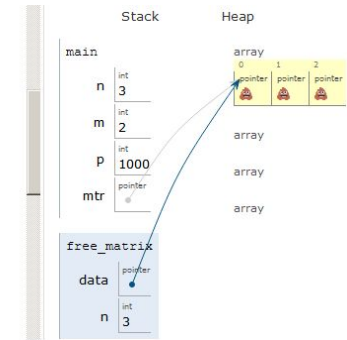 Stack Heap
main
array
0 1 2
int
pointer pointer pointer
n 3
int
m 2
array
int
p 1000
array
pointer
mtr
array
free_matrix
pointer
data
int
n 3